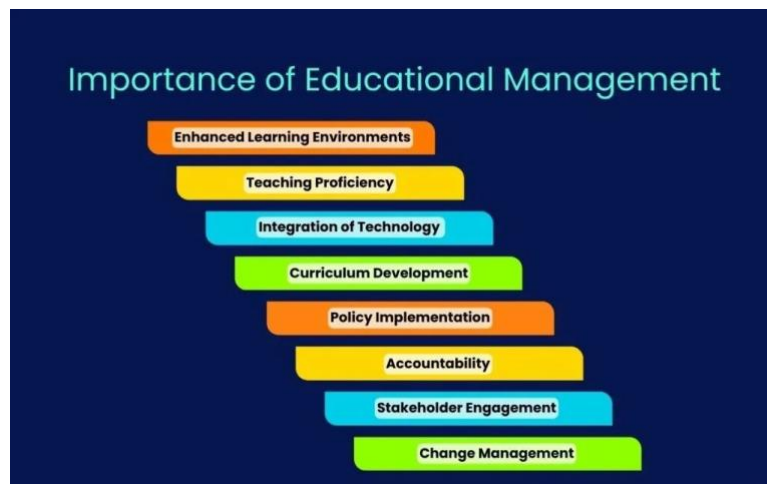 Importance of Educational Management
Enhanced Learning Environments
Teaching Proficiency
Integration of Technology
Curriculum Development
Policy Implementation
Accountability
Stakeholder Engagement
Change Management